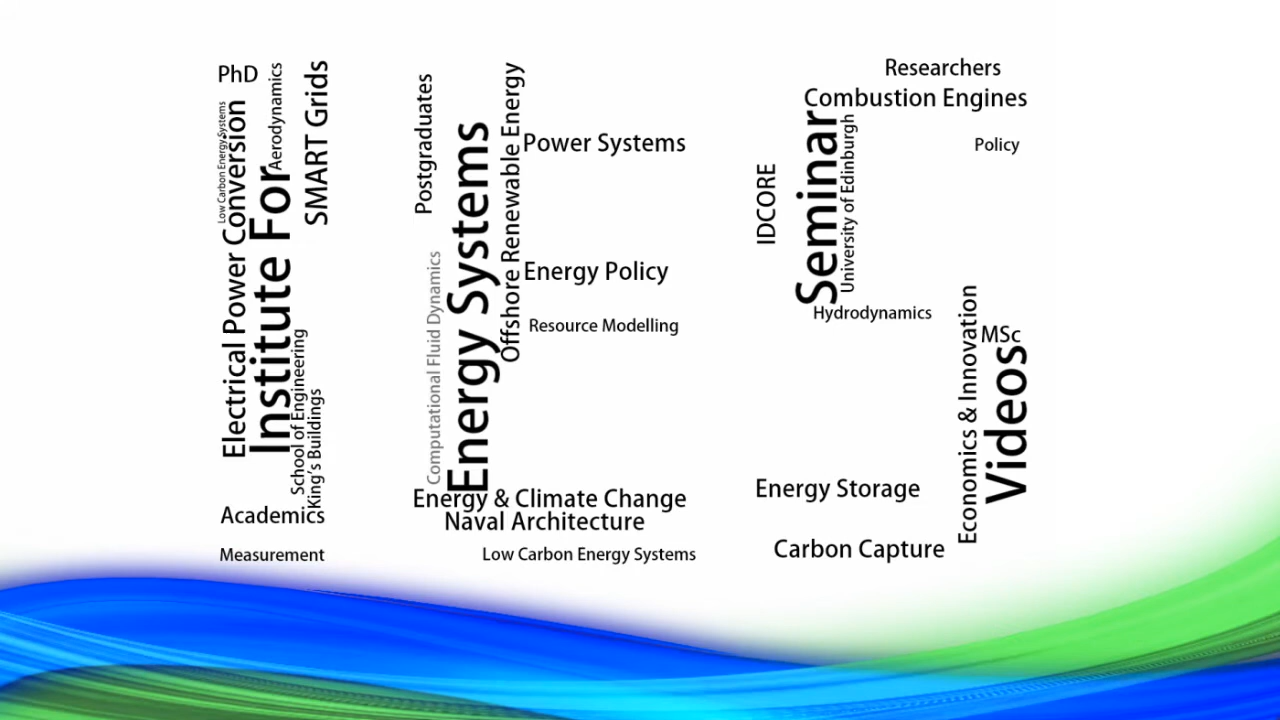 PhD
Low Carbon Energy Systems
Electrical Power Conversion
Aerodynamics
Institute For
SMART Grids
School of Engineering
King's Buildings
Academics
Measurement
Postgraduates
Computational Fluid Dynamics
Energy Systems
Offshore Renewable Energy
Power Systems
Energy Policy
Resource Modelling
Energy & Climate Change
Naval Architecture
Low Carbon Energy Systems
Researchers
Combustion Engines
Policy
IDCORE
Seminar
University of Edinburgh
Hydrodynamics
MSc
Economics & Innovation
Videos
Energy Storage
Carbon Capture